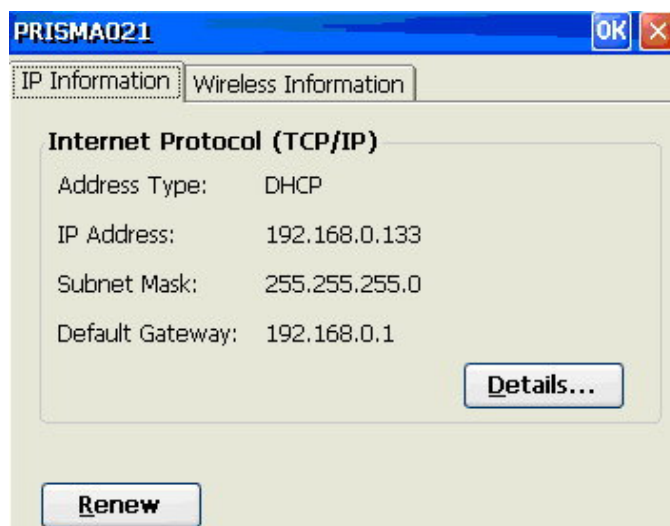 PRISMA021 OK
IP Information Wireless Information
Internet Protocol (TCP/IP)
Address Type: DHCP
IP Address: 192.168.0.133
Subnet Mask: 255.255.255.0
Default Gateway: 192.168.0.1
Details...
Renew